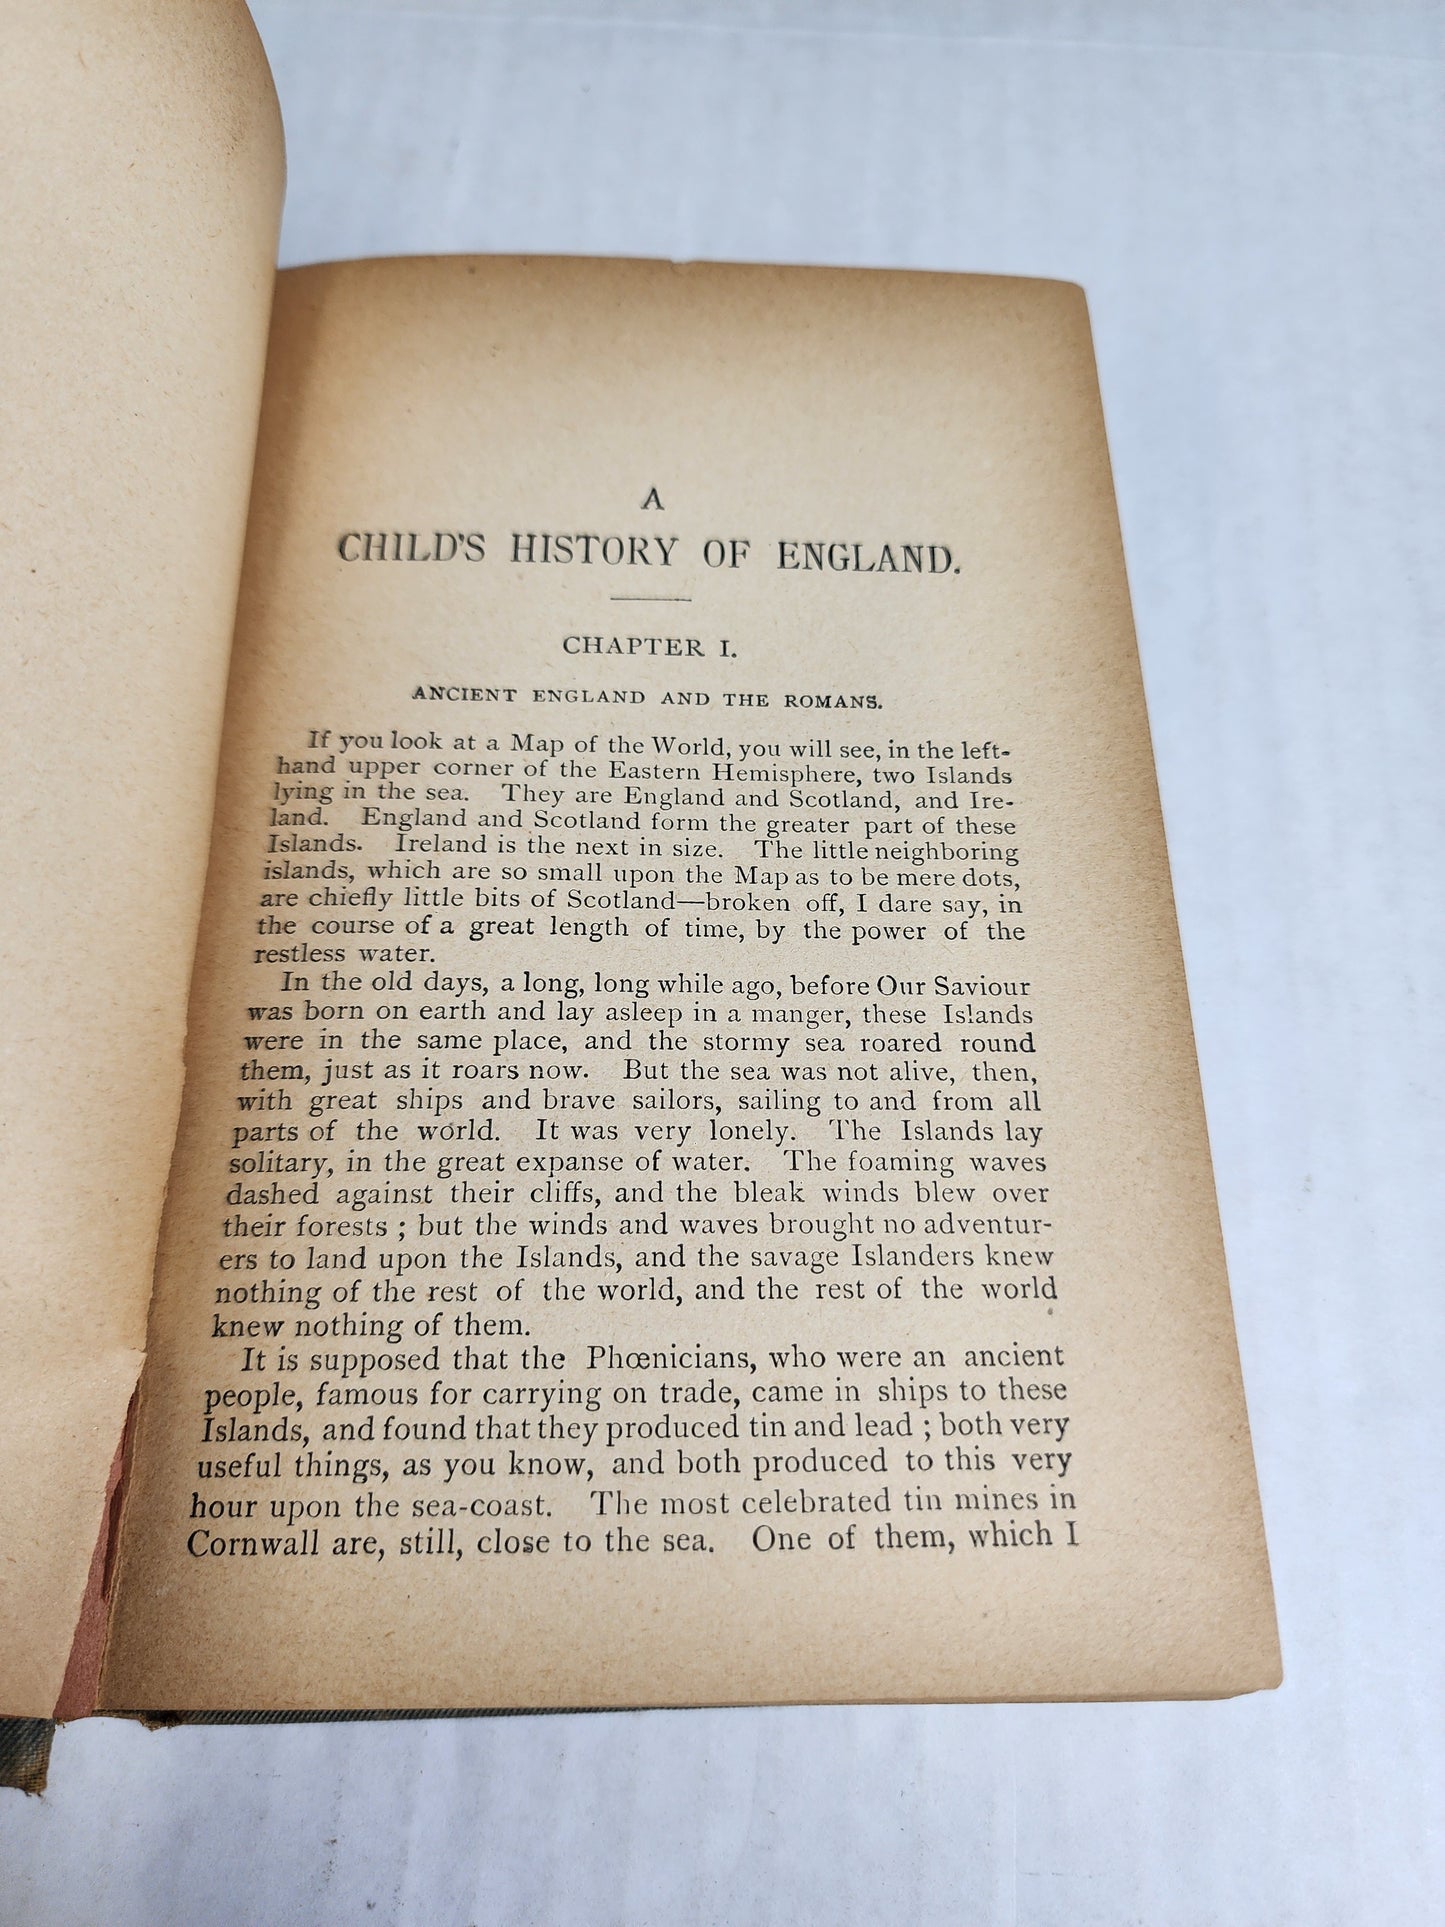 A
CHILD'S HISTORY OF ENGLAND.
CHAPTER I.
ANCIENT ENGLAND AND THE ROMANS.
If you look at a Map of the World, you will see, in the left-
hand upper corner of the Eastern Hemisphere, two Islands
lying in the sea. They are England and Scotland, and Ire-
land. England and Scotland form the greater part of these
Islands. Ireland is the next in size. The little neighboring
islands, which are so small upon the Map as to be mere dots,
are chiefly little bits of Scotland—broken off, I dare say, in
the course of a great length of time, by the power of the
restless water.
In the old days, a long, long while ago, before Our Saviour
was born on earth and lay asleep in a manger, these Islands
were in the same place, and the stormy sea roared round
them, just as it roars now. But the sea was not alive, then,
with great ships and brave sailors, sailing to and from all
parts of the world. It was very lonely. The Islands lay
solitary, in the great expanse of water. The foaming waves
dashed against their cliffs, and the bleak winds blew over
their forests ; but the winds and waves brought no adventur-
ers to land upon the Islands, and the savage Islanders knew
nothing of the rest of the world, and the rest of the world
knew nothing of them.
It is supposed that the Phœnicians, who were an ancient
people, famous for carrying on trade, came in ships to these
Islands, and found that they produced tin and lead ; both very
useful things, as you know, and both produced to this very
hour upon the sea-coast. The most celebrated tin mines in
Cornwall are, still, close to the sea. One of them, which I